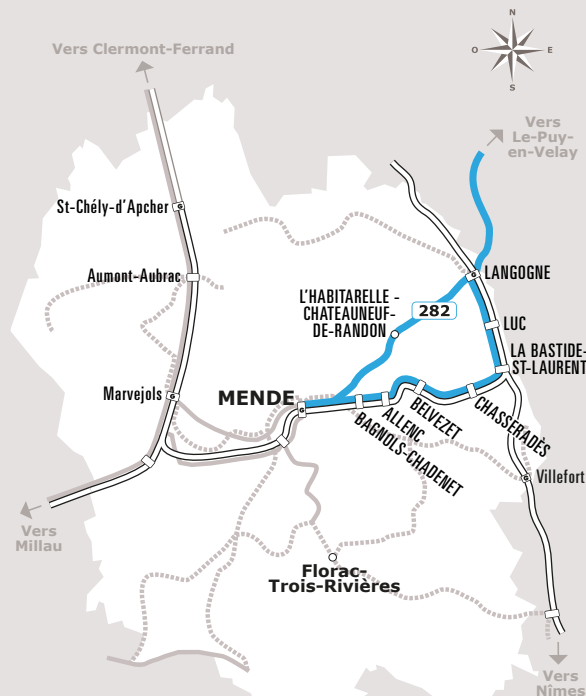 N
O
E
S
Vers Clermont-Ferrand
Vers
Le-Puy-
en-Velay
St-Chély-d'Apcher
Aumont-Aubrac
LANGOGNE
L'HABITARELLE -
CHATEAUNEUF-
DE-RANDON
282
LUC
LA BASTIDE-
ST-LAURENT
Marvejols
MENDE
CHASSERADÈS
BELVEZET
ALLENC
BAGNOLS-CHADENET
Villefort
Vers
Millau
Florac-
Trois-Rivières
Vers
Nîmes